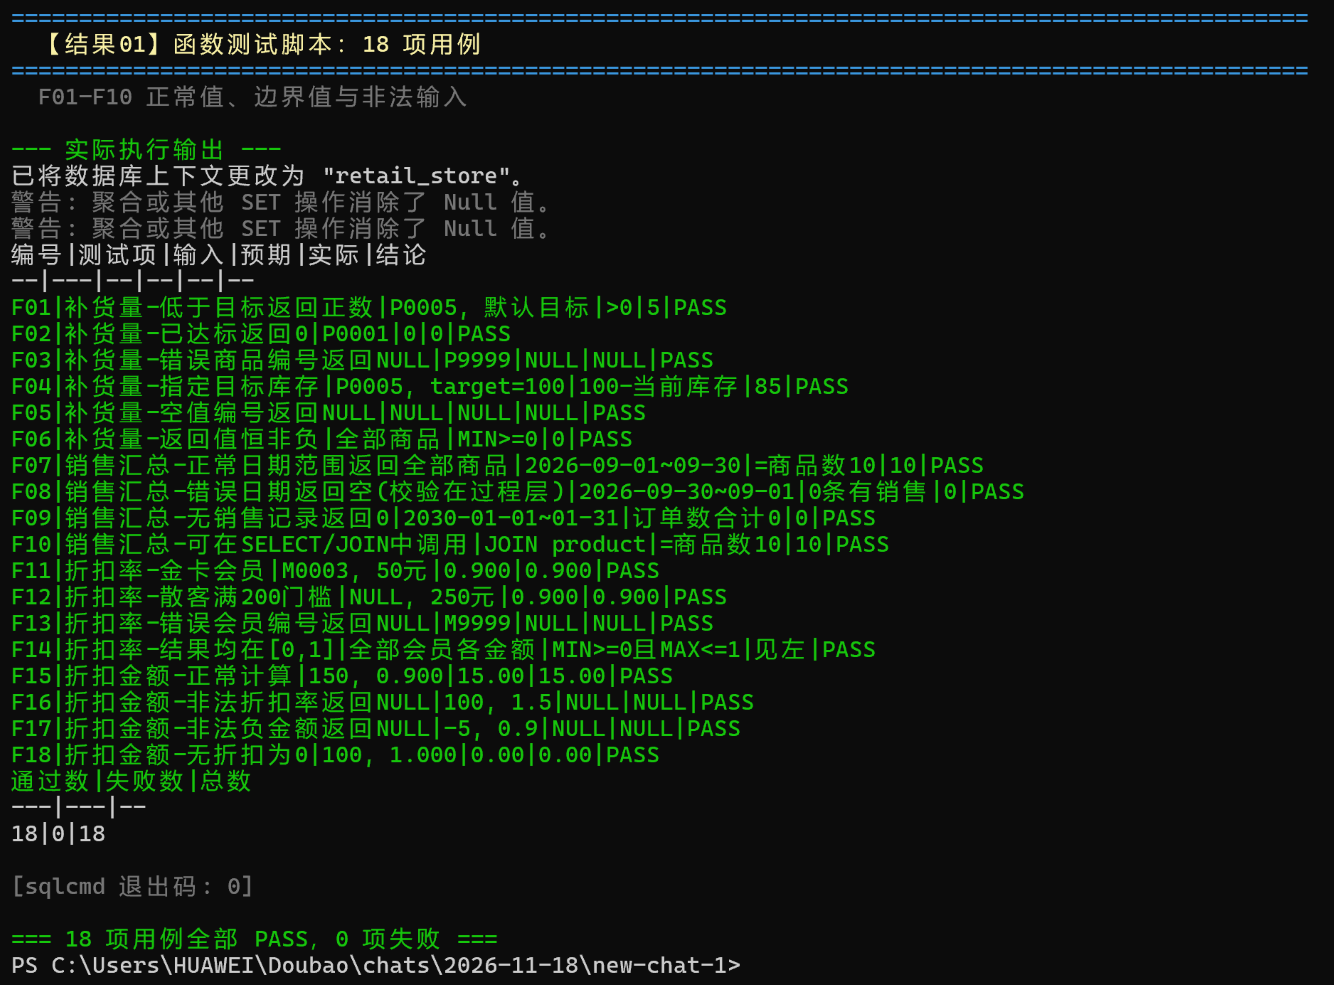 ================================================================================================
【结果01】函数测试脚本: 18 项用例
================================================================================================
F01-F10 正常值、边界值与非法输入
--- 实际执行输出 ---
已将数据库上下文更改为 "retail_store"。
警告: 聚合或其他 SET 操作消除了 Null 值。
警告: 聚合或其他 SET 操作消除了 Null 值。
编号|测试项|输入|预期|实际|结论
--|---|--|--|--|--
F01|补货量-低于目标返回正数|P0005, 默认目标|>0|5|PASS
F02|补货量-已达标返回0|P0001|0|0|PASS
F03|补货量-错误商品编号返回NULL|P9999|NULL|NULL|PASS
F04|补货量-指定目标库存|P0005, target=100|100-当前库存|85|PASS
F05|补货量-空值编号返回NULL|NULL|NULL|NULL|PASS
F06|补货量-返回值恒非负|全部商品|MIN>=0|0|PASS
F07|销售汇总-正常日期范围返回全部商品|2026-09-01~09-30|=商品数10|10|PASS
F08|销售汇总-错误日期返回空(校验在过程层)|2026-09-30~09-01|0条有销售|0|PASS
F09|销售汇总-无销售记录返回0|2030-01-01~01-31|订单数合计0|0|PASS
F10|销售汇总-可在SELECT/JOIN中调用|JOIN product|=商品数10|10|PASS
F11|折扣率-金卡会员|M0003, 50元|0.900|0.900|PASS
F12|折扣率-散客满200门槛|NULL, 250元|0.900|0.900|PASS
F13|折扣率-错误会员编号返回NULL|M9999|NULL|NULL|PASS
F14|折扣率-结果均在[0,1]|全部会员各金额|MIN>=0且MAX<=1|见左|PASS
F15|折扣金额-正常计算|150, 0.900|15.00|15.00|PASS
F16|折扣金额-非法折扣率返回NULL|100, 1.5|NULL|NULL|PASS
F17|折扣金额-非法负金额返回NULL|-5, 0.9|NULL|NULL|PASS
F18|折扣金额-无折扣为0|100, 1.000|0.00|0.00|PASS
通过数|失败数|总数
---|---|--
18|0|18
[sqlcmd 退出码: 0]
=== 18 项用例全部 PASS, 0 项失败 ===
PS C:\Users\HUAWEI\Doubao\chats\2026-11-18\new-chat-1>